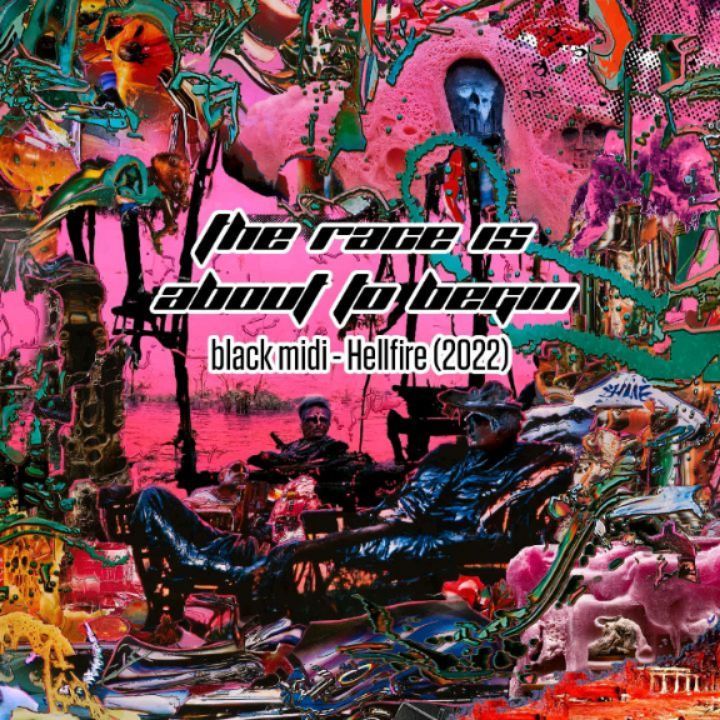 the race is
about to begin
black midi - Hellfire (2022)